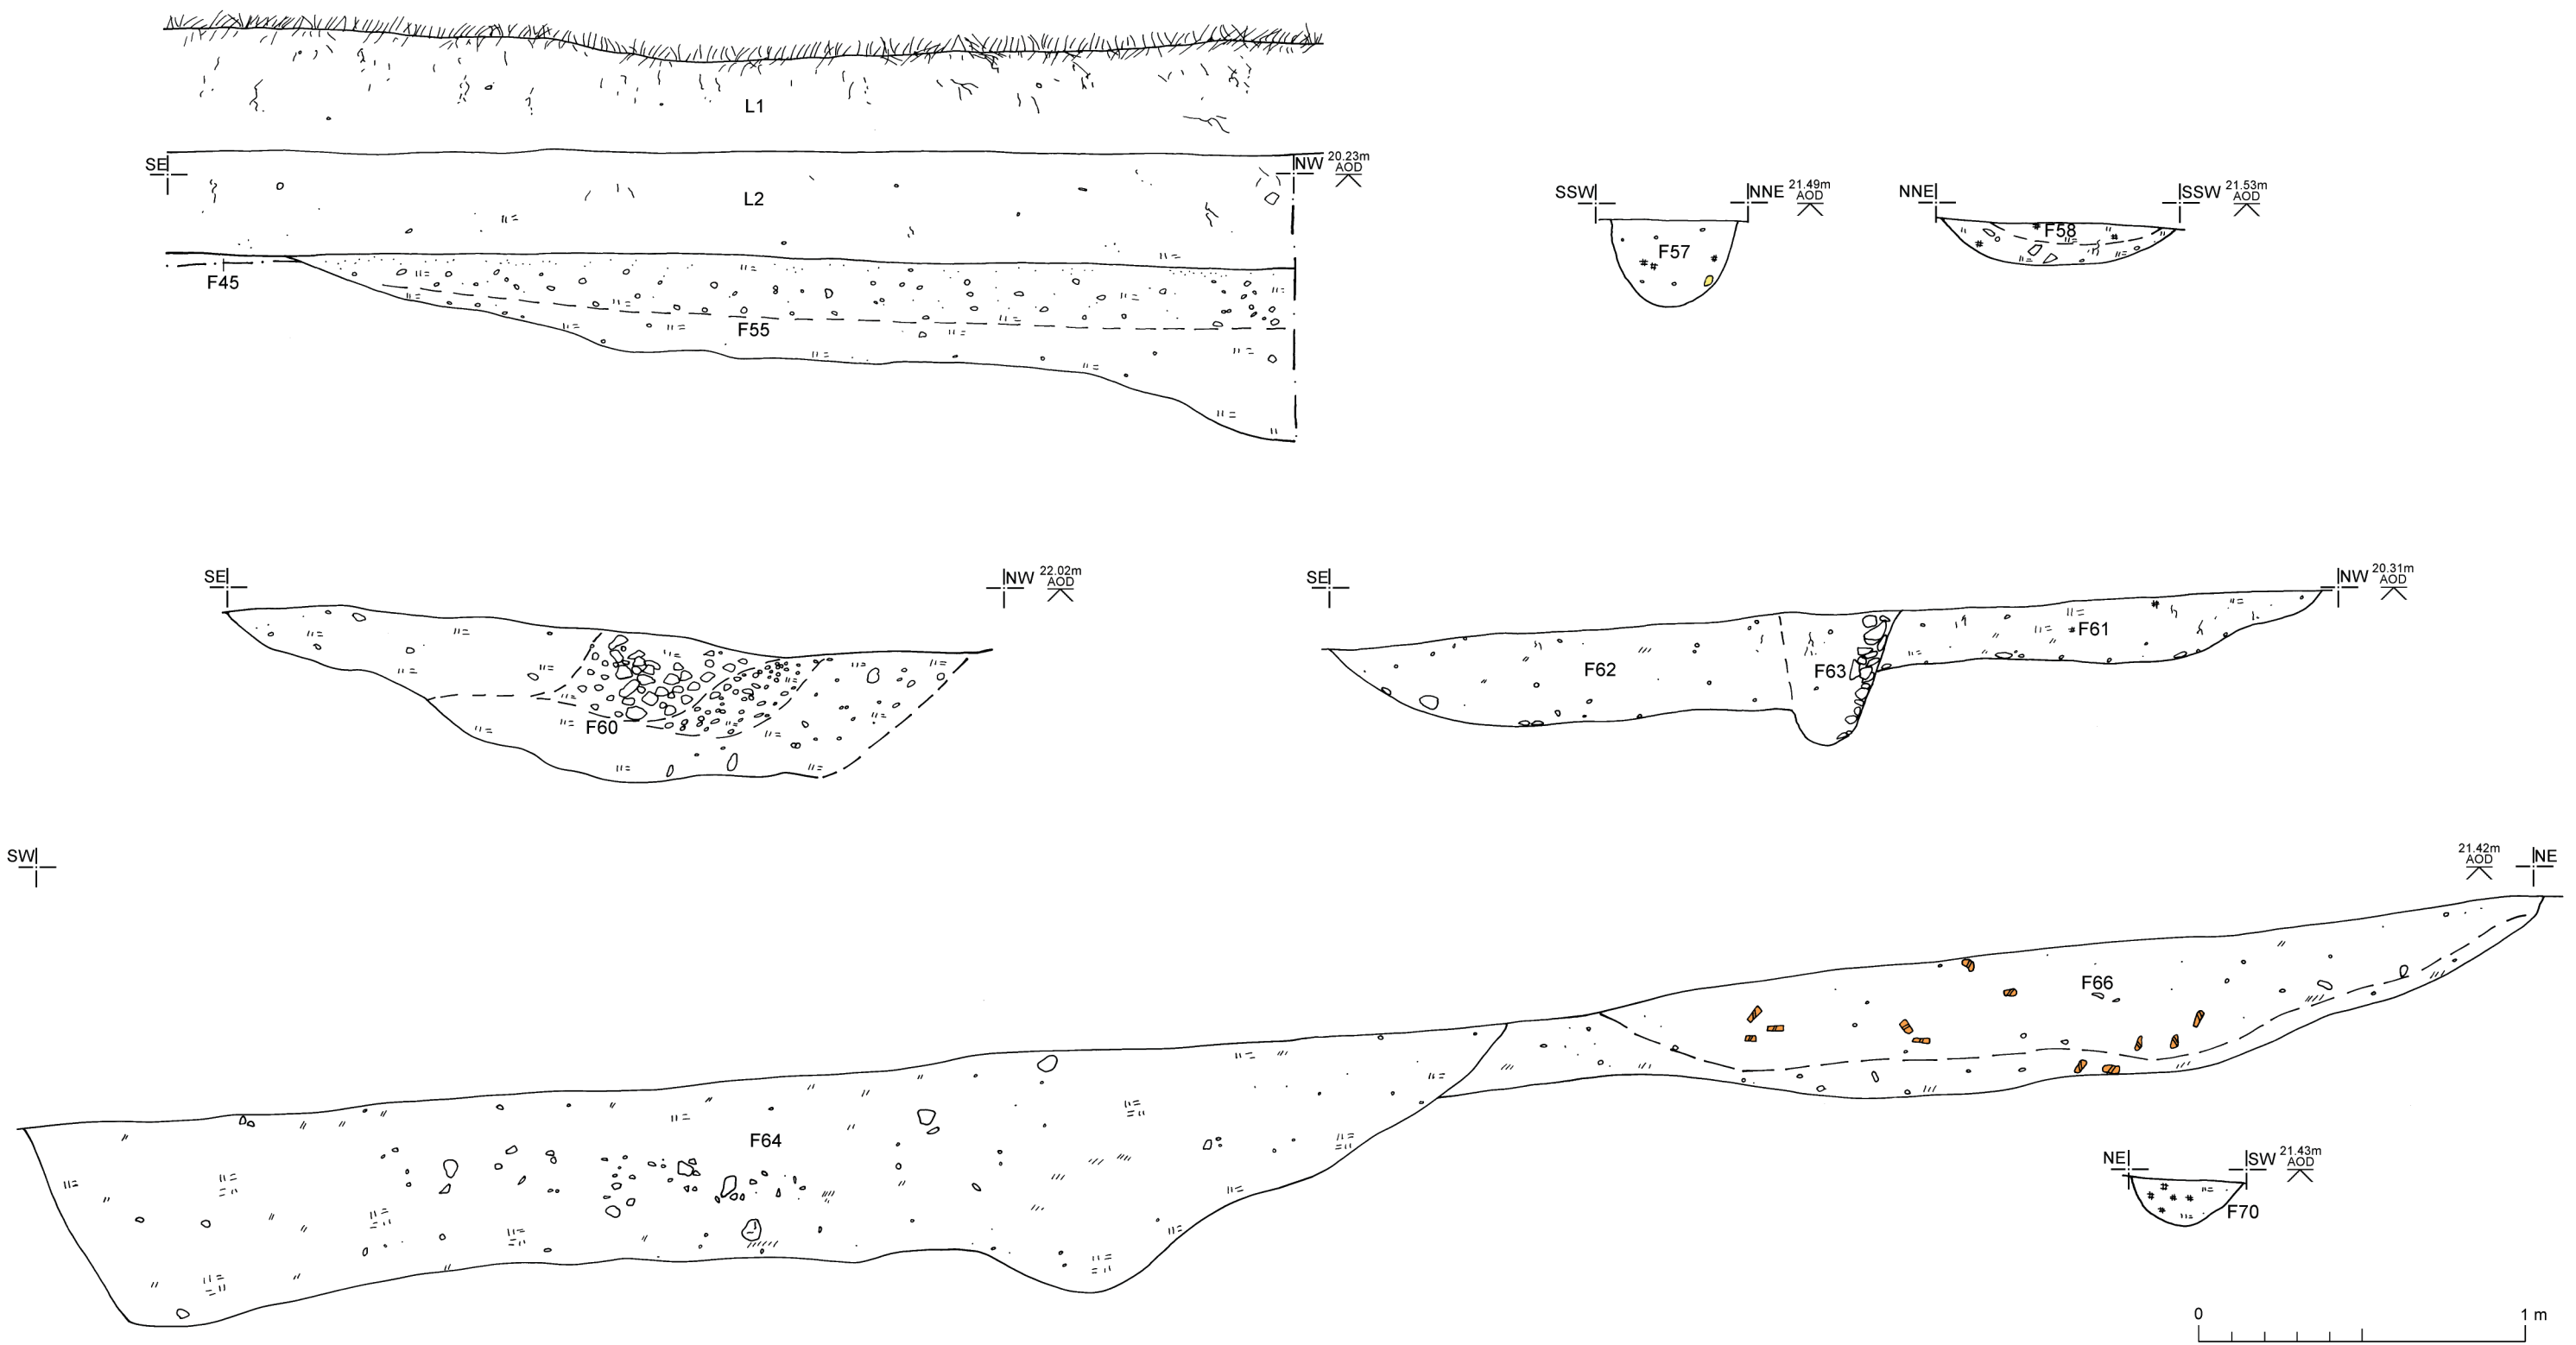 L1
SE
NW 20.23m
AOD
L2
F45
F55
SSW
NNE 21.49m
AOD
F57
NNE
SSW 21.53m
AOD
F58
SE
NW 22.02m
AOD
F60
SE
NW 20.31m
AOD
F61
F62
F63
SW
21.42m
AOD
NE
F66
F64
NE
SW 21.43m
AOD
F70
0
1 m